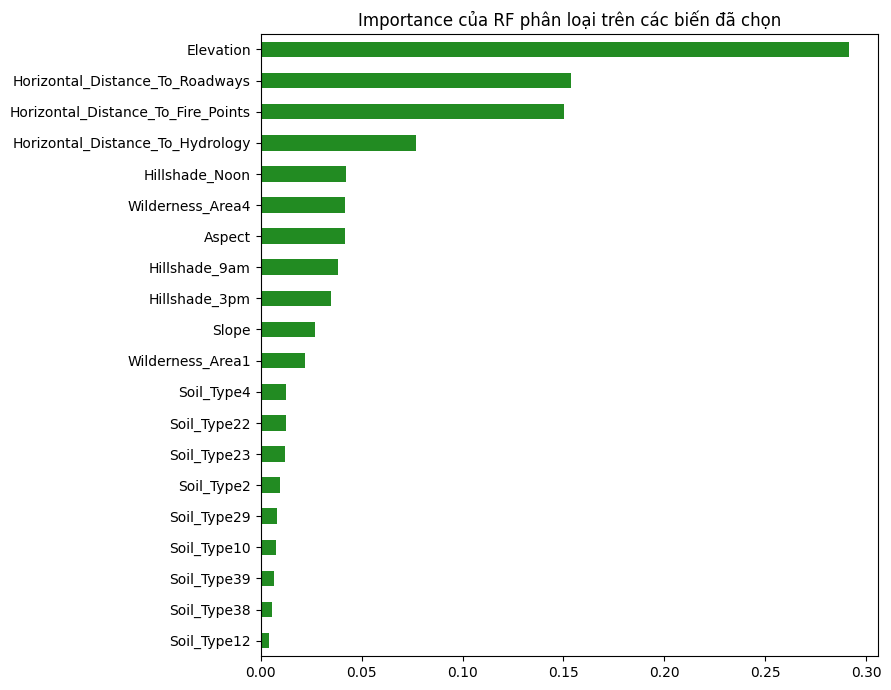 Importance của RF phân loại trên các biến đã chọn
Elevation
Horizontal_Distance_To_Roadways
Horizontal_Distance_To_Fire_Points
Horizontal_Distance_To_Hydrology
Hillshade_Noon
Wilderness_Area4
Aspect
Hillshade_9am
Hillshade_3pm
Slope
Wilderness_Area1
Soil_Type4
Soil_Type22
Soil_Type23
Soil_Type2
Soil_Type29
Soil_Type10
Soil_Type39
Soil_Type38
Soil_Type12
0.00 0.05 0.10 0.15 0.20 0.25 0.30